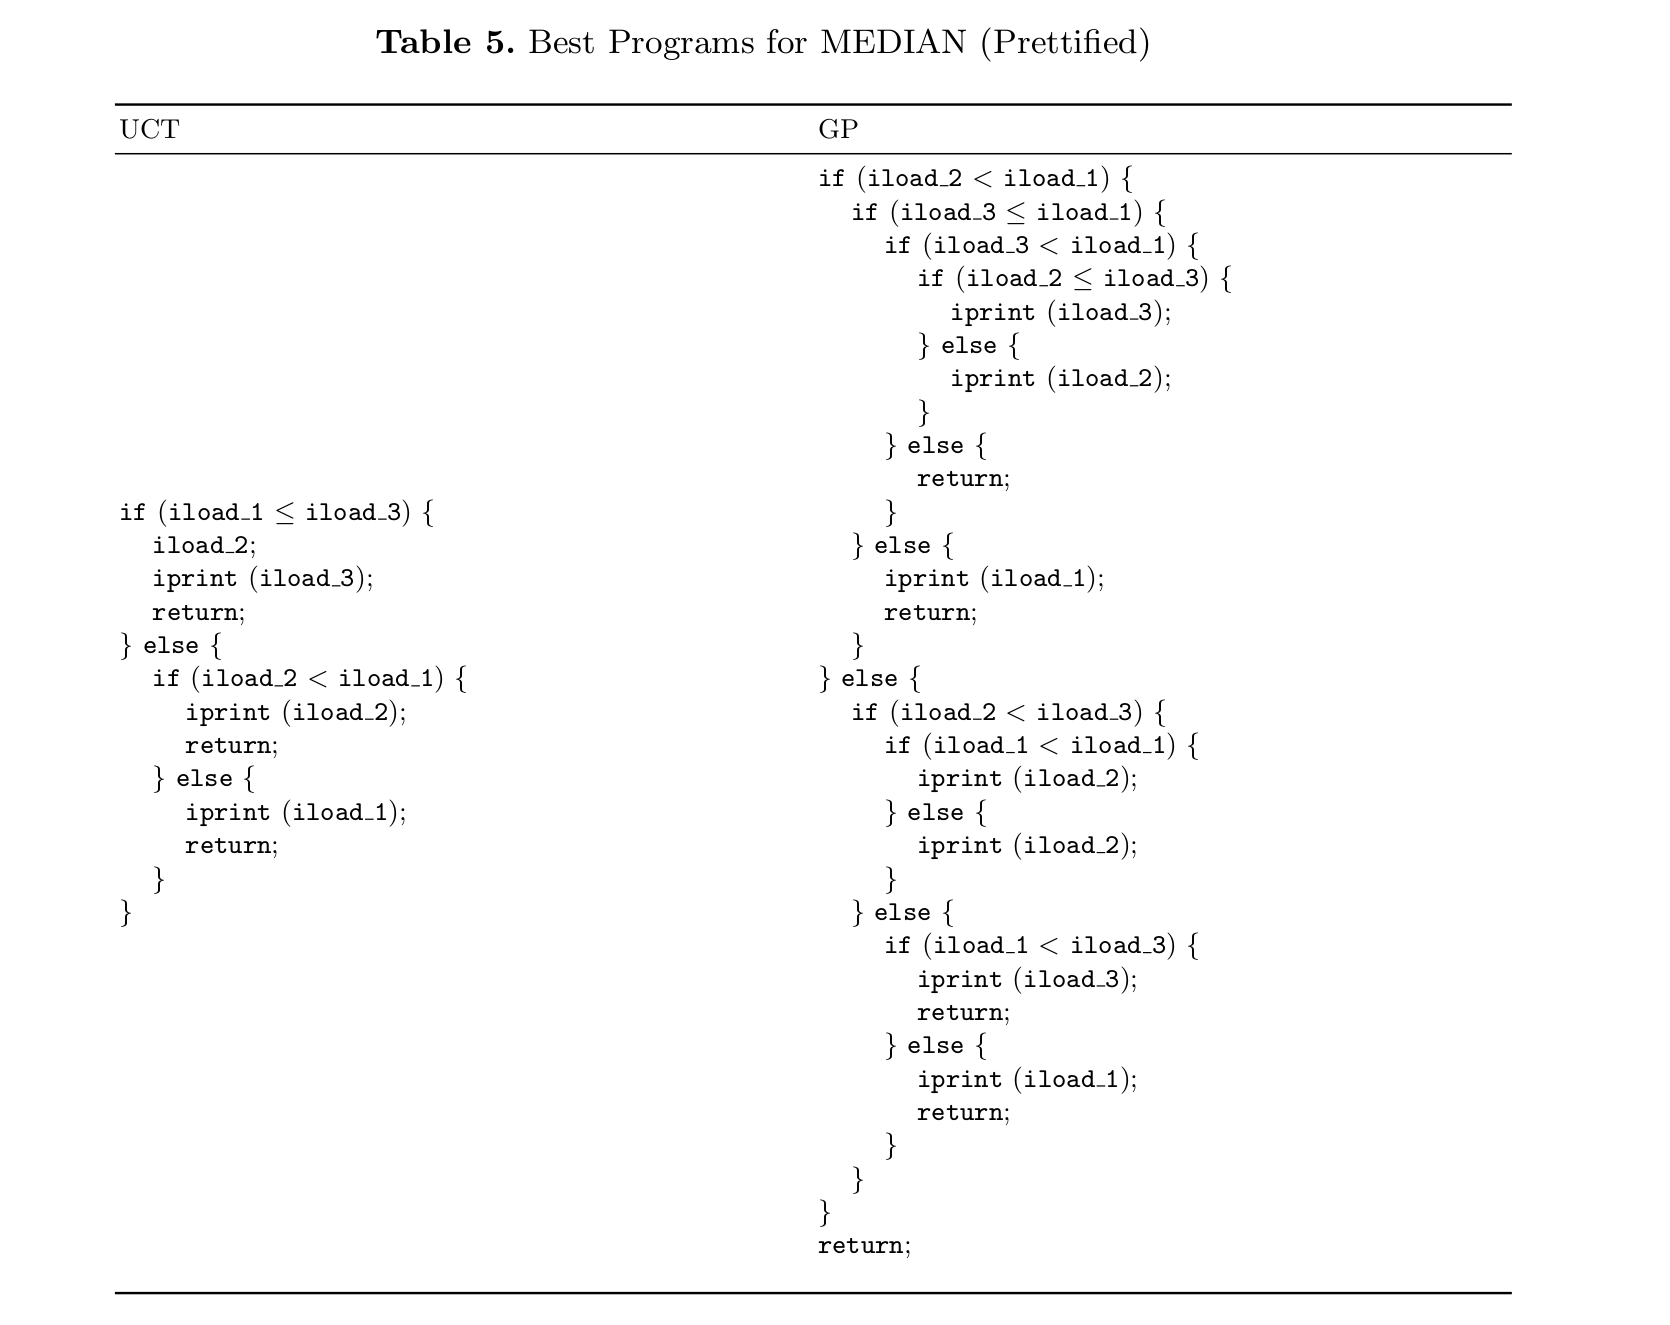 Table 5. Best Programs for MEDIAN (Prettified)
UCT
if (iload_1 ≤ iload_3) {
iload_2;
iprint (iload_3);
return;
} else {
if (iload_2 < iload_1) {
iprint (iload_2);
return;
} else {
iprint (iload_1);
return;
}
}
GP
if (iload_2 < iload_1) {
if (iload_3 ≤ iload_1) {
if (iload_3 < iload_1) {
if (iload_2 ≤ iload_3) {
iprint (iload_3);
} else {
iprint (iload_2);
}
} else {
return;
}
} else {
iprint (iload_1);
return;
}
} else {
if (iload_2 < iload_3) {
if (iload_1 < iload_1) {
iprint (iload_2);
} else {
iprint (iload_2);
}
} else {
if (iload_1 < iload_3) {
iprint (iload_3);
return;
} else {
iprint (iload_1);
return;
}
}
}
return;